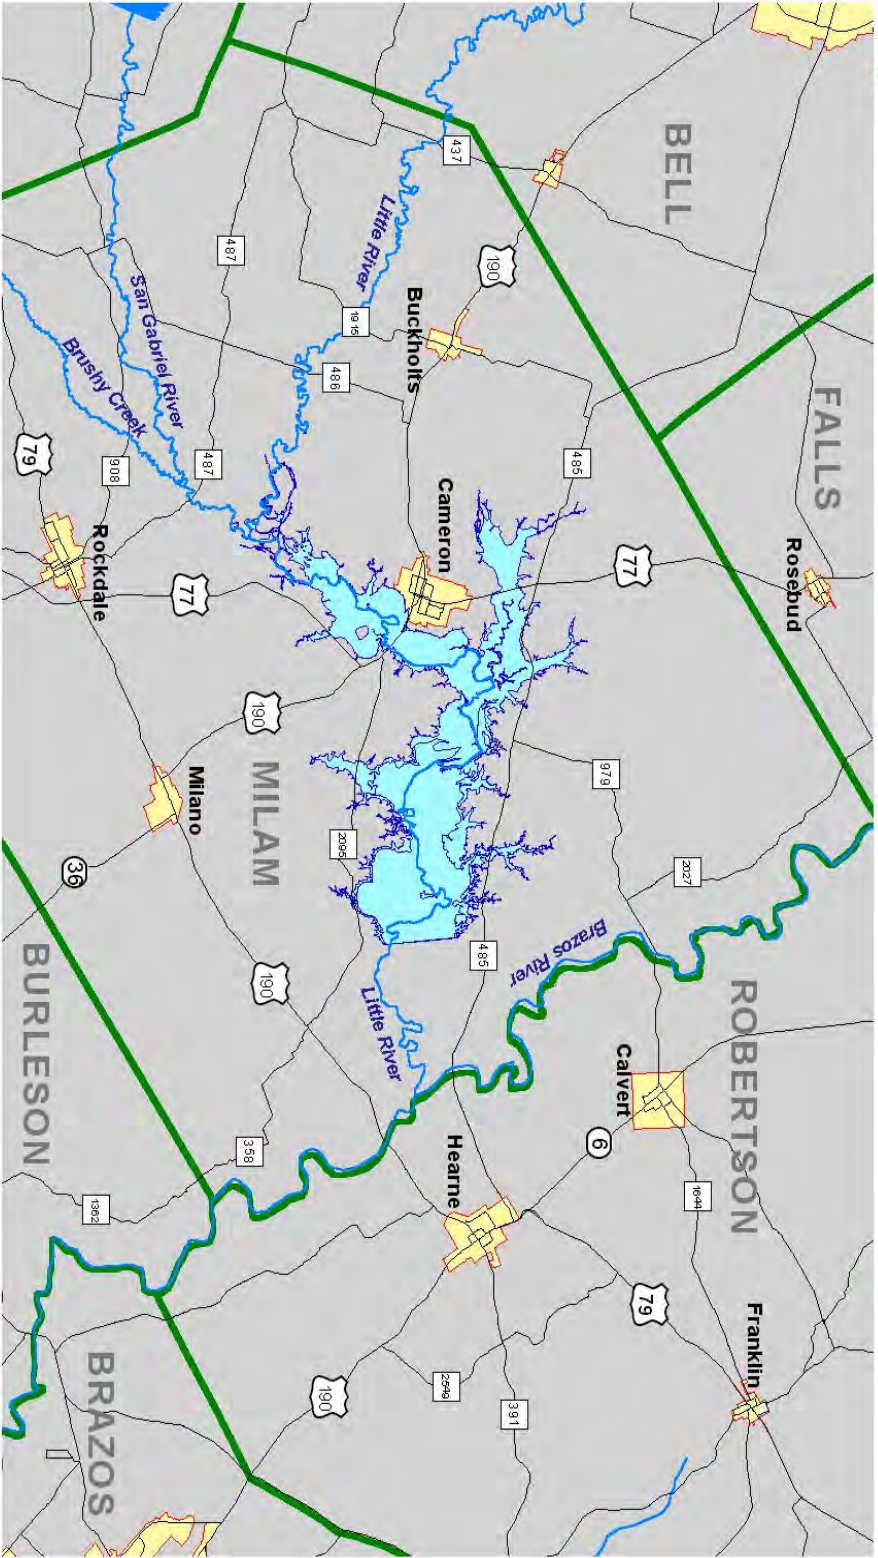 BELL
FALLS
ROBERTSON
MILAM
BURLESON
BRAZOS
437
190
Little River
Buckholts
1915
486
487
San Gabriel River
Brushy Creek
487
908
79
Rockdale
77
Cameron
485
77
Rosebud
190
Milano
36
2095
979
2027
Brazos River
485
190
Little River
Calvert
6
Hearne
358
1362
1644
79
Franklin
190
2549
391